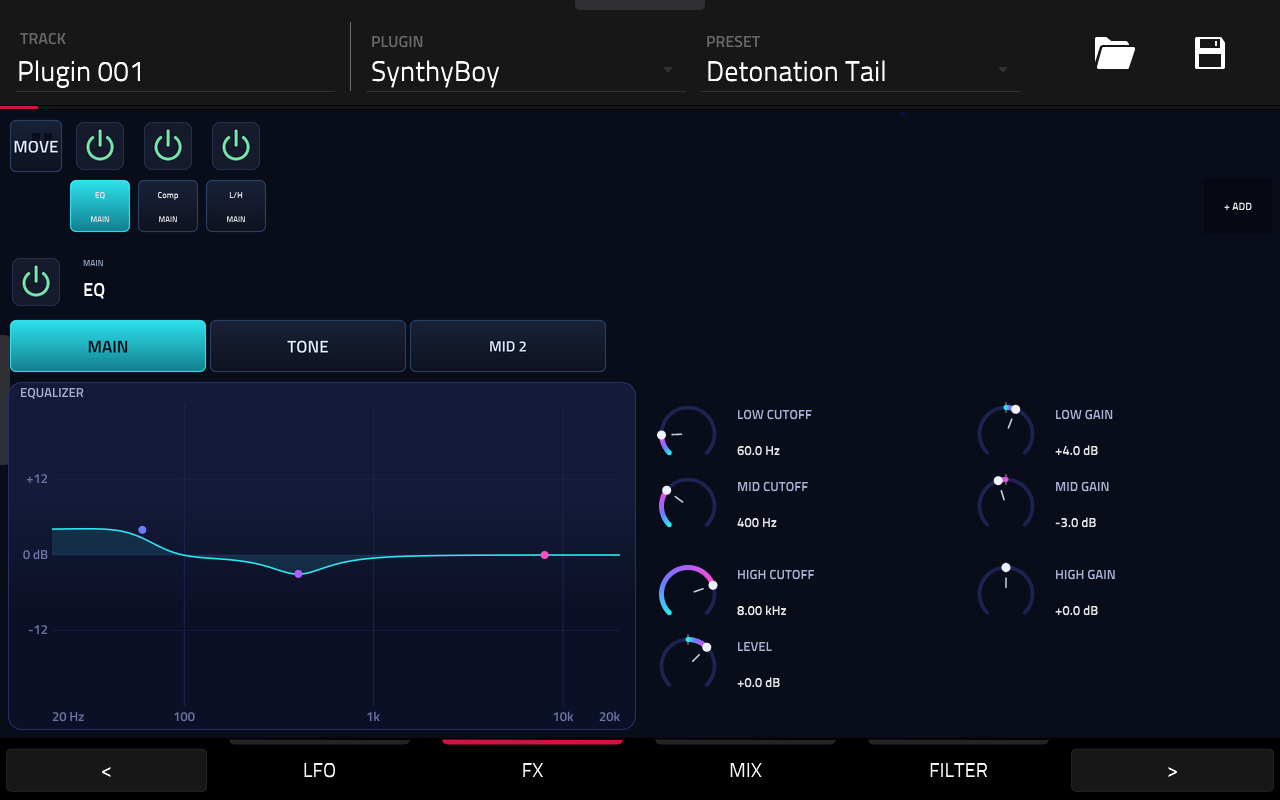 TRACK
Plugin 001
PLUGIN
SynthyBoy
PRESET
Detonation Tail
MOVE
EQ
MAIN
Comp
MAIN
L/H
MAIN
+ ADD
MAIN
EQ
MAIN
TONE
MID 2
EQUALIZER
+12
0 dB
-12
20 Hz
100
1k
10k
20k
LOW CUTOFF
60.0 Hz
LOW GAIN
+4.0 dB
MID CUTOFF
400 Hz
MID GAIN
-3.0 dB
HIGH CUTOFF
8.00 kHz
HIGH GAIN
+0.0 dB
LEVEL
+0.0 dB
<
LFO
FX
MIX
FILTER
>